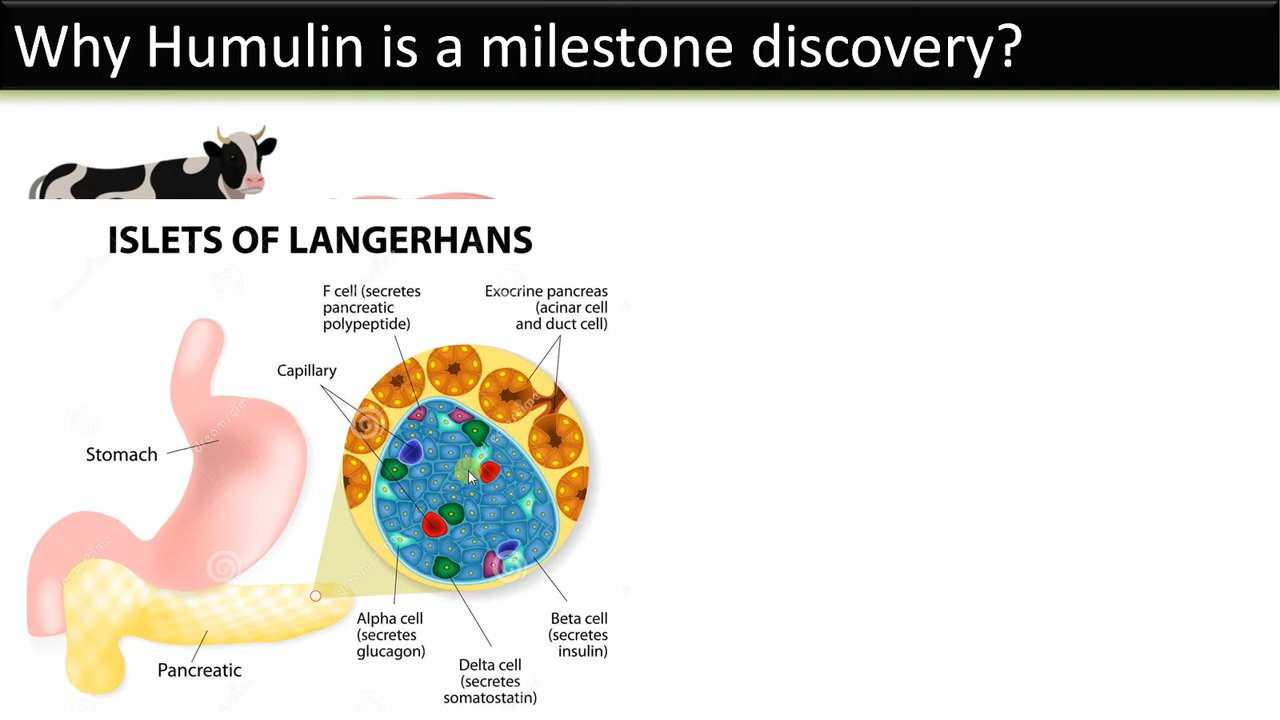 Why Humulin is a milestone discovery?
ISLETS OF LANGERHANS
F cell (secretes
pancreatic
polypeptide)
Exocrine pancreas
(acinar cell
and duct cell)
Capillary
Stomach
Alpha cell
(secretes
glucagon)
Beta cell
(secretes
insulin)
Delta cell
(secretes
somatostatin)
Pancreatic